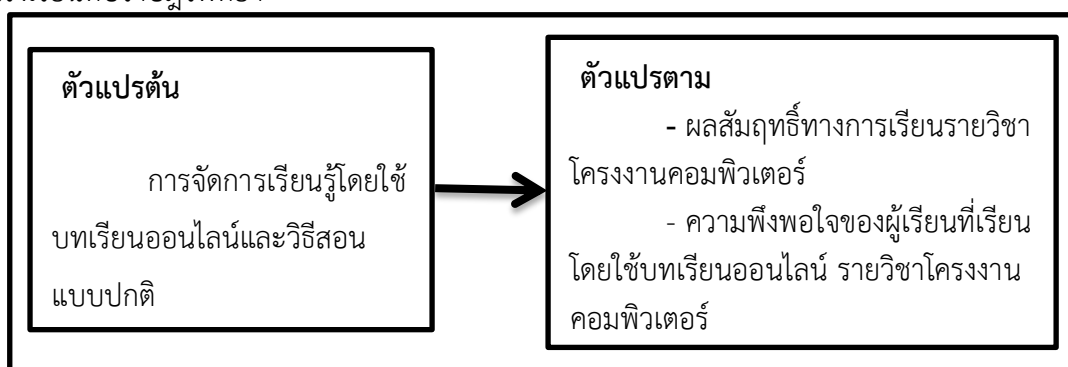 ตัวแปรต้น
การจัดการเรียนรู้โดยใช้
บทเรียนออนไลน์และวิธีสอน
แบบปกติ
ตัวแปรตาม
- ผลสัมฤทธิ์ทางการเรียนรายวิชา
โครงงานคอมพิวเตอร์
- ความพึงพอใจของผู้เรียนที่เรียน
โดยใช้บทเรียนออนไลน์ รายวิชาโครงงาน
คอมพิวเตอร์